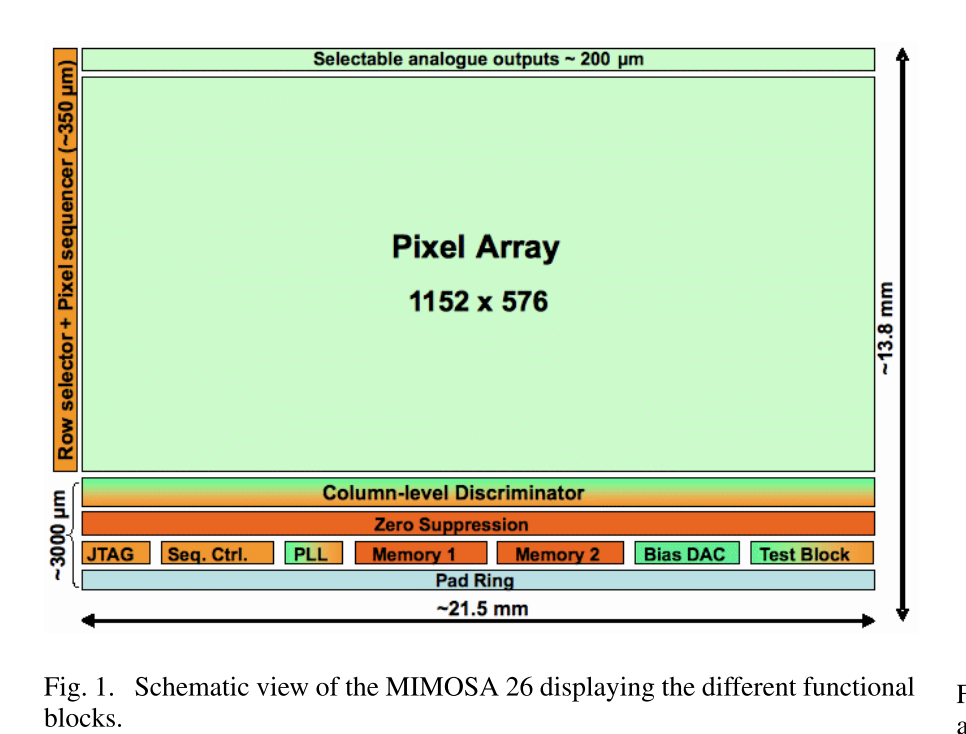 Selectable analogue outputs ~ 200 µm
Row selector + Pixel sequencer (~350 µm)
Pixel Array
1152 x 576
~13.8 mm
Column-level Discriminator
Zero Suppression
~3000 µm
JTAG Seq. Ctrl. PLL Memory 1 Memory 2 Bias DAC Test Block
Pad Ring
~21.5 mm
Fig. 1. Schematic view of the MIMOSA 26 displaying the different functional
blocks.
F
a